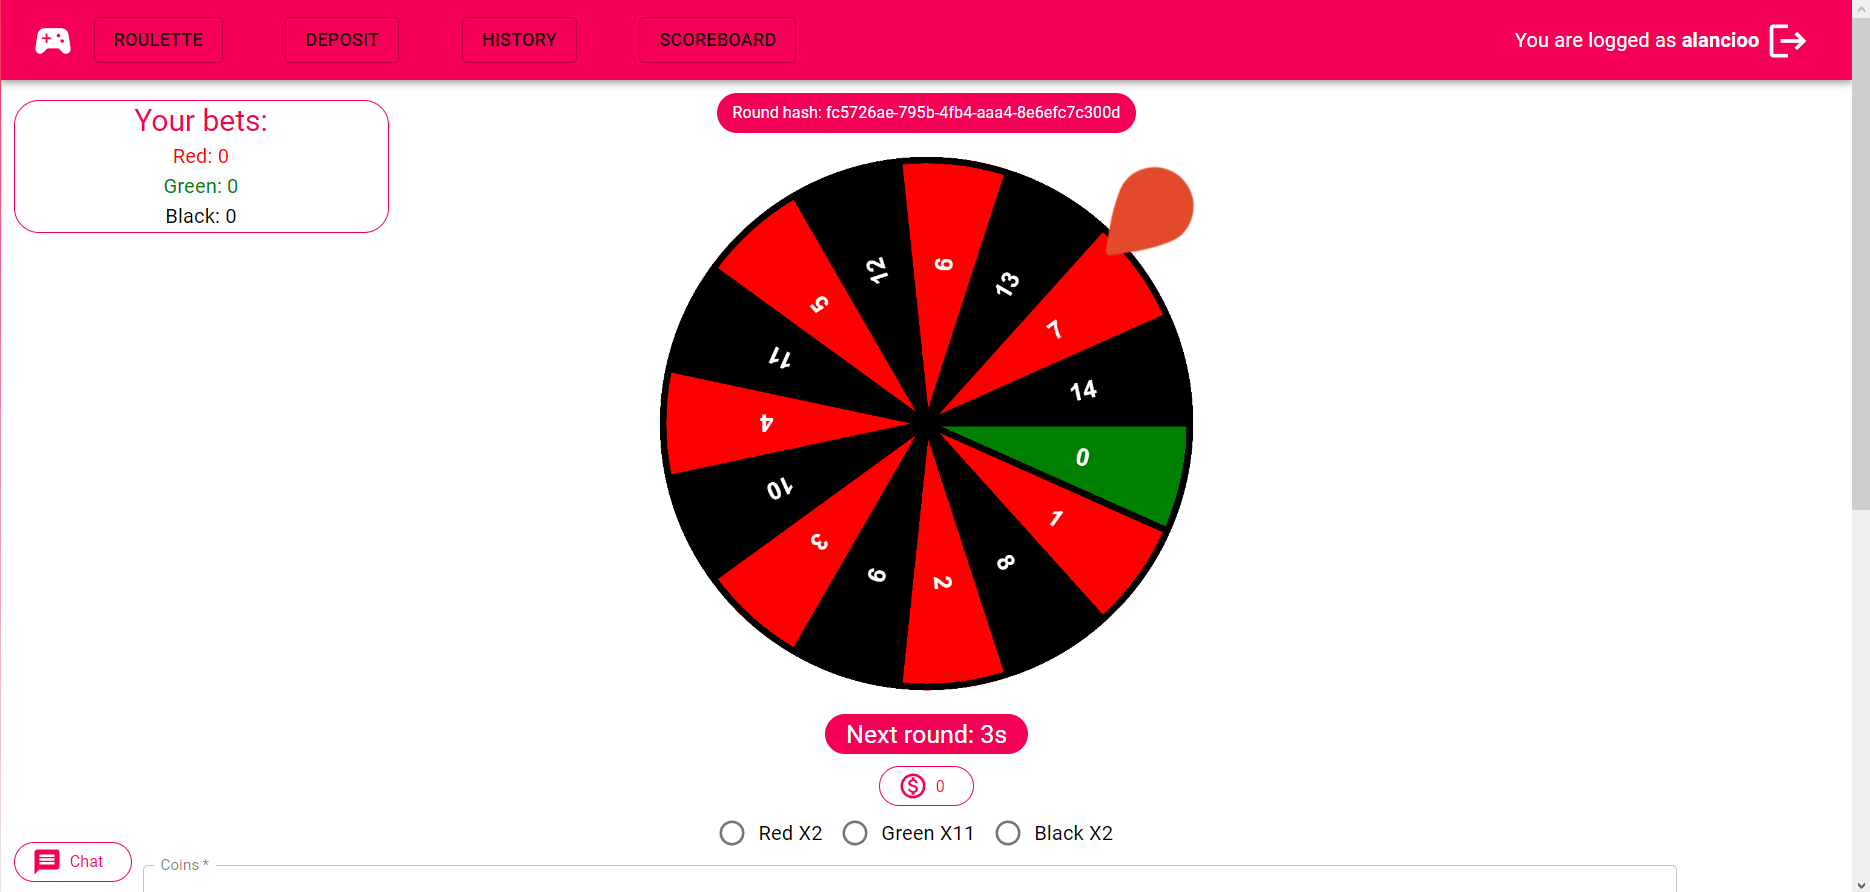 ROULETTE DEPOSIT HISTORY SCOREBOARD You are logged as alancioo
Your bets:
Red: 0
Green: 0
Black: 0
Round hash: fc5726ae-795b-4fb4-aaa4-8e6efc7c300d
12
6
13
5
7
11
14
4
0
10
1
3
8
9
2
Next round: 3s
0
Red X2 Green X11 Black X2
Chat
Coins *